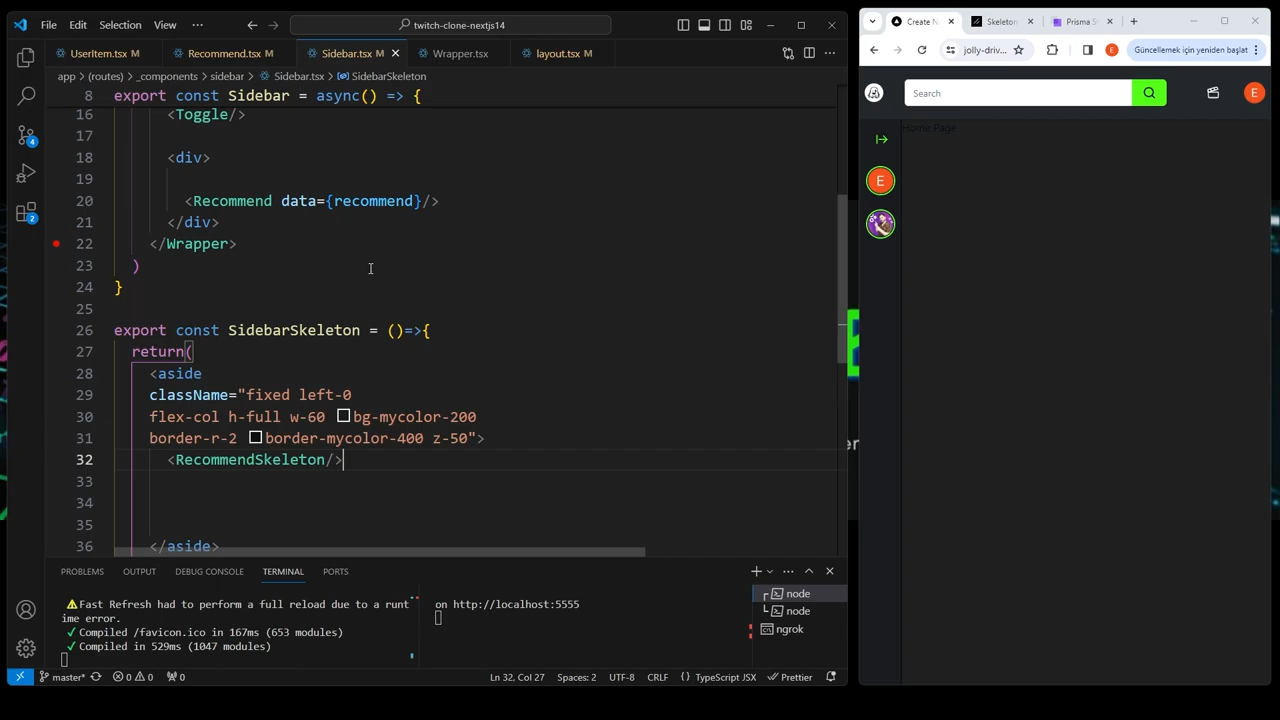 File Edit Selection View ··· twitch-clone-nextjs14
UserItem.tsx M Recommend.tsx M Sidebar.tsx M Wrapper.tsx layout.tsx M
app > (routes) > _components > sidebar > Sidebar.tsx > SidebarSkeleton
8 export const Sidebar = async() => {
16 <Toggle/>
17
18 <div>
19
20 <Recommend data={recommend}/>
21 </div>
22 </Wrapper>
23 )
24 }
25
26 export const SidebarSkeleton = ()=>{
27 return(
28 <aside
29 className="fixed left-0
30 flex-col h-full w-60 bg-mycolor-200
31 border-r-2 border-mycolor-400 z-50">
32 <RecommendSkeleton/>
33
34
35
36 </aside>
PROBLEMS OUTPUT DEBUG CONSOLE TERMINAL PORTS
⚠Fast Refresh had to perform a full reload due to a runt
ime error.
✓Compiled /favicon.ico in 167ms (653 modules)
✓Compiled in 529ms (1047 modules)
on http://localhost:5555
node
node
ngrok
4
2
master* 0 0 0 Ln 32, Col 27 Spaces: 2 UTF-8 CRLF {} TypeScript JSX Prettier
Create N Skeleton Prisma S
jolly-driv... E Güncellemek için yeniden başlat
Search E
Home Page
E